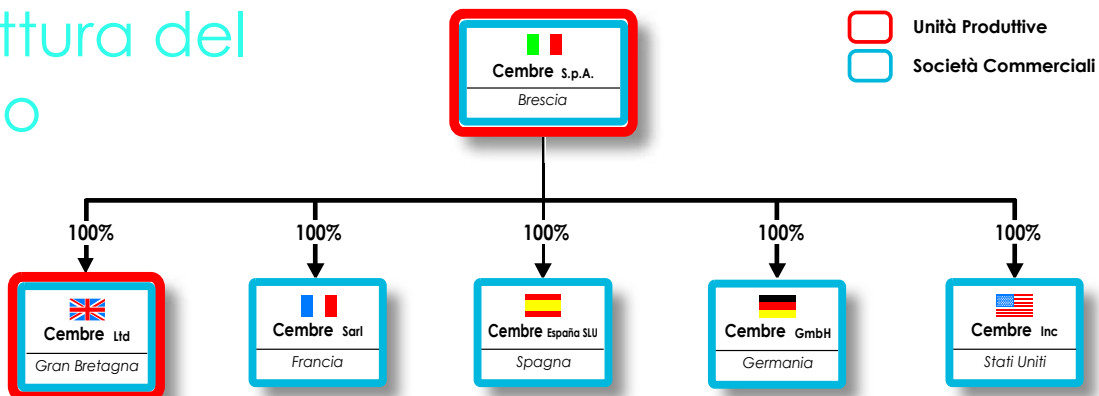 ttura del
o
Unità Produttive
Società Commerciali
Cembre S.p.A.
Brescia
100% 100% 100% 100% 100%
Cembre Ltd
Gran Bretagna
Cembre Sarl
Francia
Cembre España SLU
Spagna
Cembre GmbH
Germania
Cembre Inc
Stati Uniti